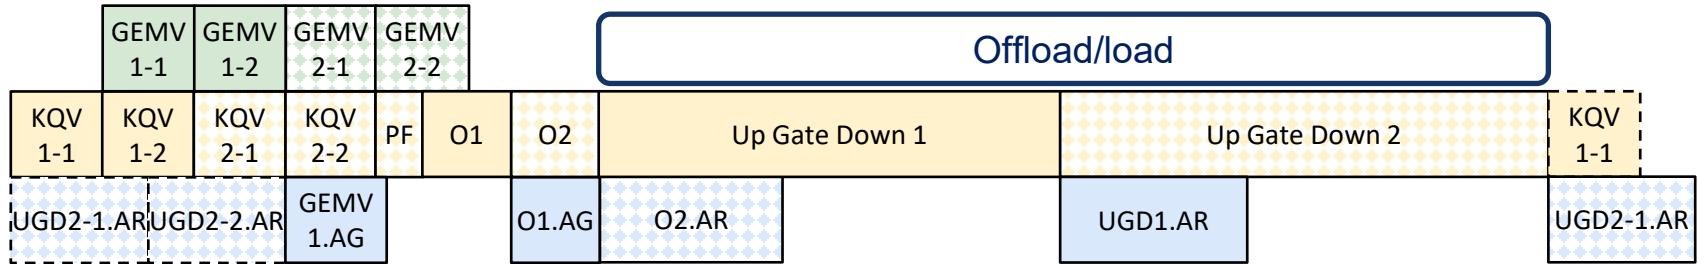 GEMV
1-1
GEMV
1-2
GEMV
2-1
GEMV
2-2
Offload/load
KQV
1-1
KQV
1-2
KQV
2-1
KQV
2-2
PF
O1
O2
Up Gate Down 1
Up Gate Down 2
KQV
1-1
UGD2-1.AR
UGD2-2.AR
GEMV
1.AG
O1.AG
O2.AR
UGD1.AR
UGD2-1.AR